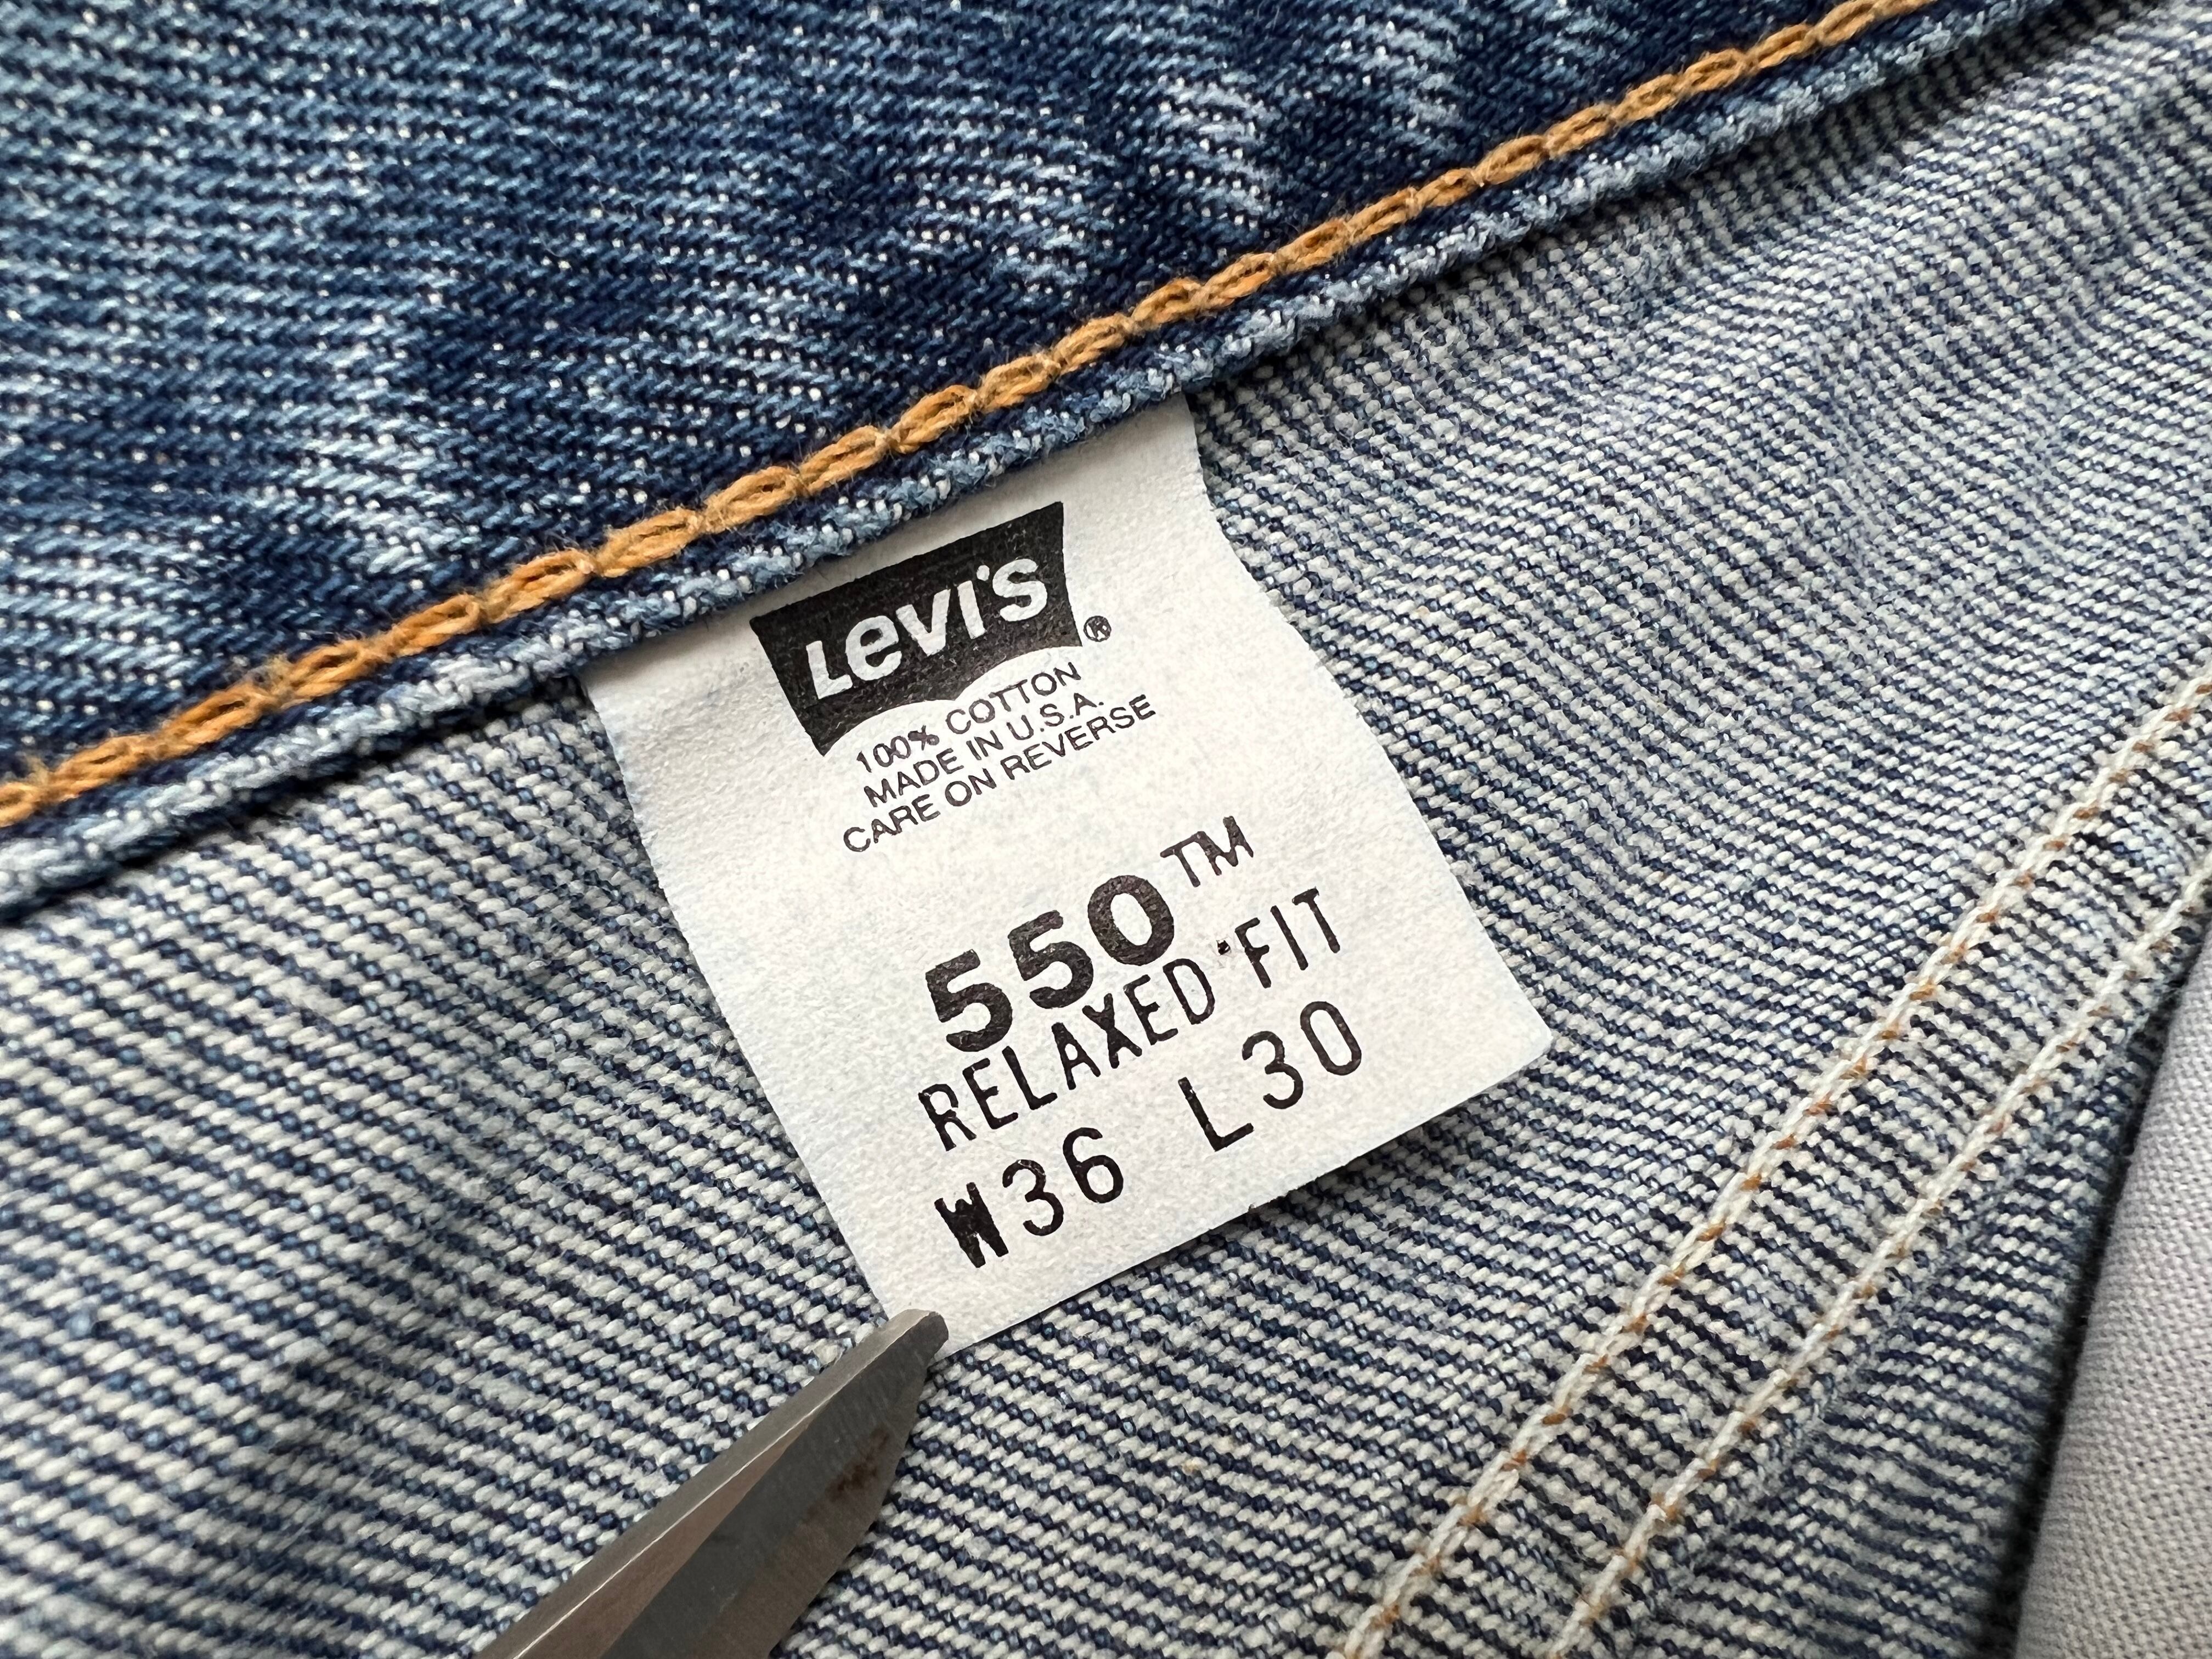 Levi's ®
100% COTTON
MADE IN U.S.A.
CARE ON REVERSE
550™
RELAXED FIT
W36 L30